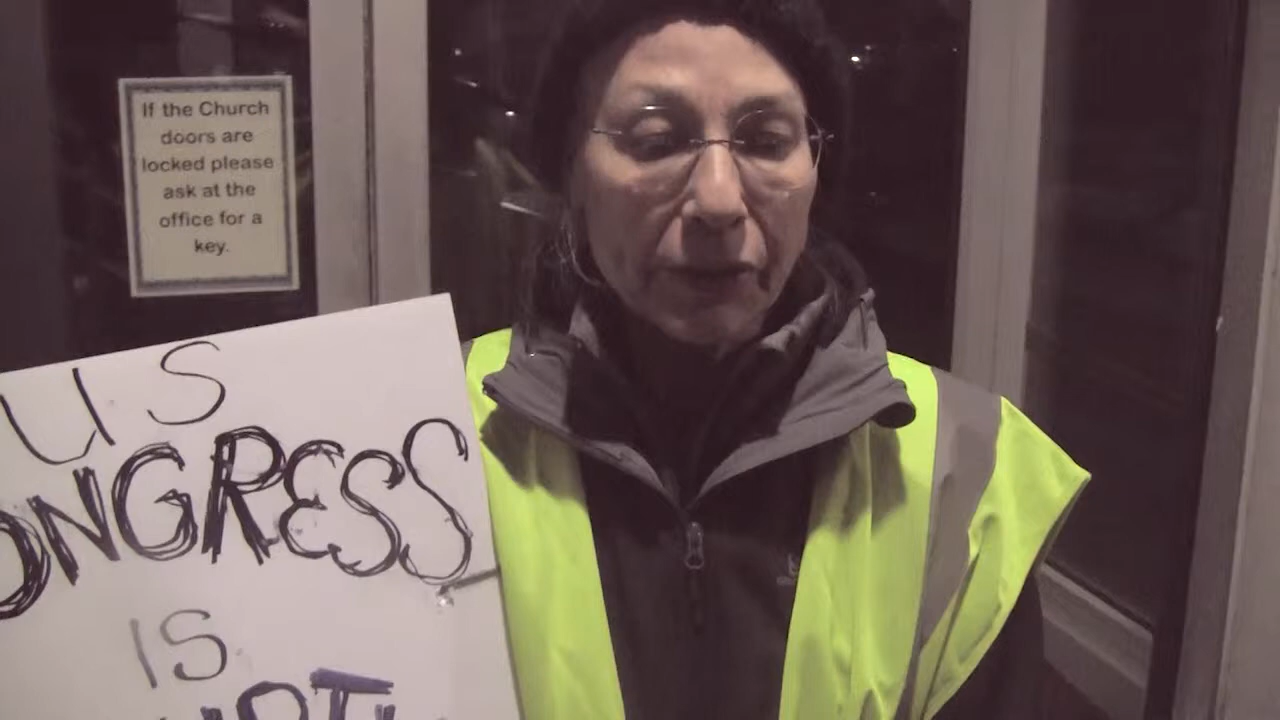 If the Church
doors are
locked please
ask at the
office for a
key.
US
ONGRESS
IS